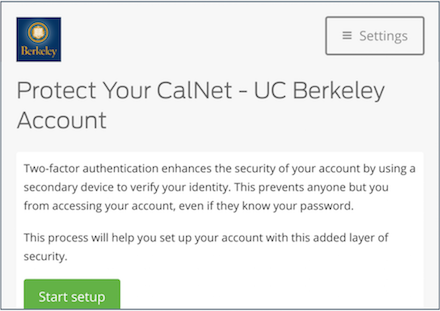 Berkeley
≡ Settings
Protect Your CalNet - UC Berkeley
Account
Two-factor authentication enhances the security of your account by using a
secondary device to verify your identity. This prevents anyone but you
from accessing your account, even if they know your password.
This process will help you set up your account with this added layer of
security.
Start setup